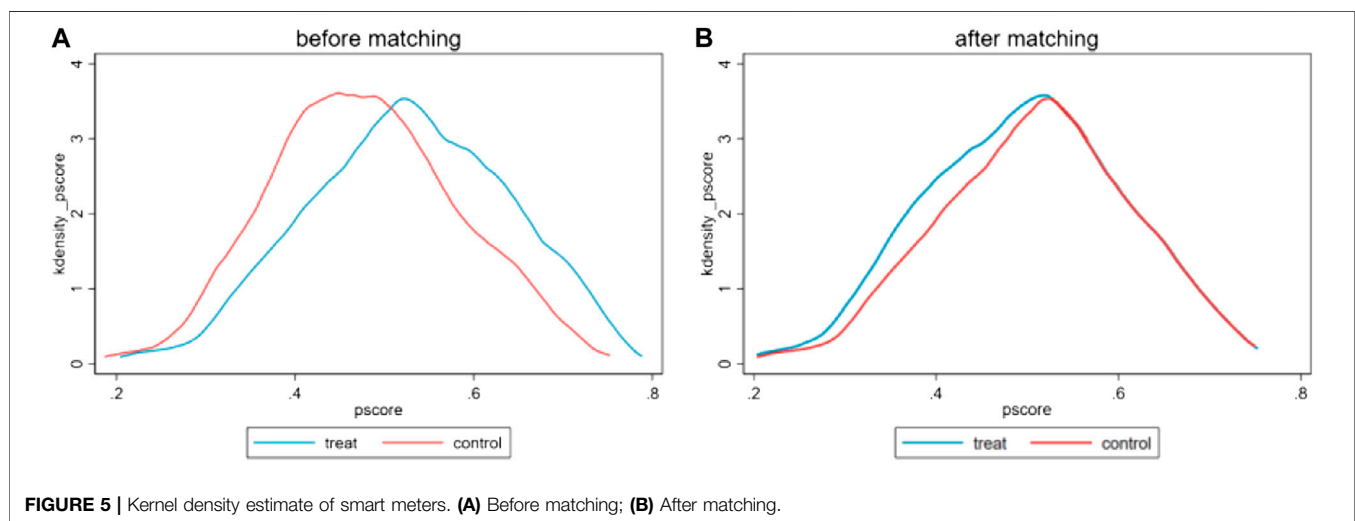 A
before matching
4
3
2
1
0
kdensity_pscore
.2 .4 .6 .8
pscore
treat control
B
after matching
4
3
2
1
0
kdensity_pscore
.2 .4 .6 .8
pscore
treat control
FIGURE 5 | Kernel density estimate of smart meters. (A) Before matching; (B) After matching.